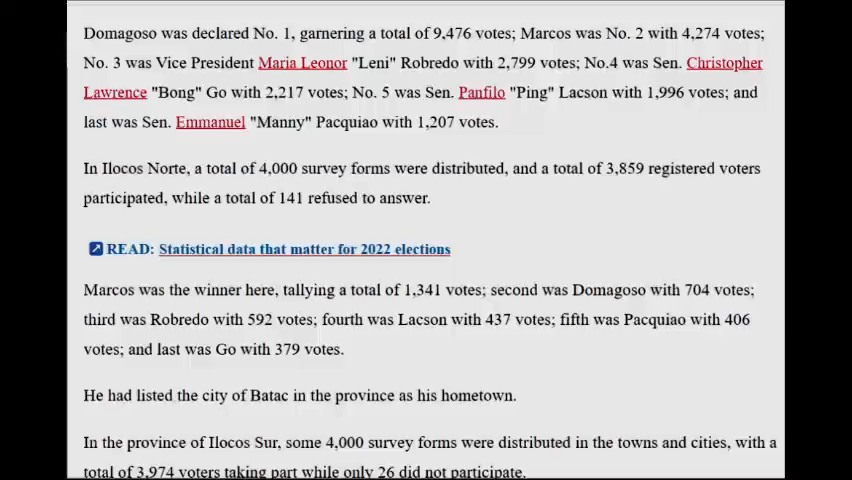 Domagoso was declared No. 1, garnering a total of 9,476 votes; Marcos was No. 2 with 4,274 votes;
No. 3 was Vice President Maria Leonor "Leni" Robredo with 2,799 votes; No.4 was Sen. Christopher
Lawrence "Bong" Go with 2,217 votes; No. 5 was Sen. Panfilo "Ping" Lacson with 1,996 votes; and
last was Sen. Emmanuel "Manny" Pacquiao with 1,207 votes.
In Ilocos Norte, a total of 4,000 survey forms were distributed, and a total of 3,859 registered voters
participated, while a total of 141 refused to answer.
READ: Statistical data that matter for 2022 elections
Marcos was the winner here, tallying a total of 1,341 votes; second was Domagoso with 704 votes;
third was Robredo with 592 votes; fourth was Lacson with 437 votes; fifth was Pacquiao with 406
votes; and last was Go with 379 votes.
He had listed the city of Batac in the province as his hometown.
In the province of Ilocos Sur, some 4,000 survey forms were distributed in the towns and cities, with a
total of 3,974 voters taking part while only 26 did not participate.